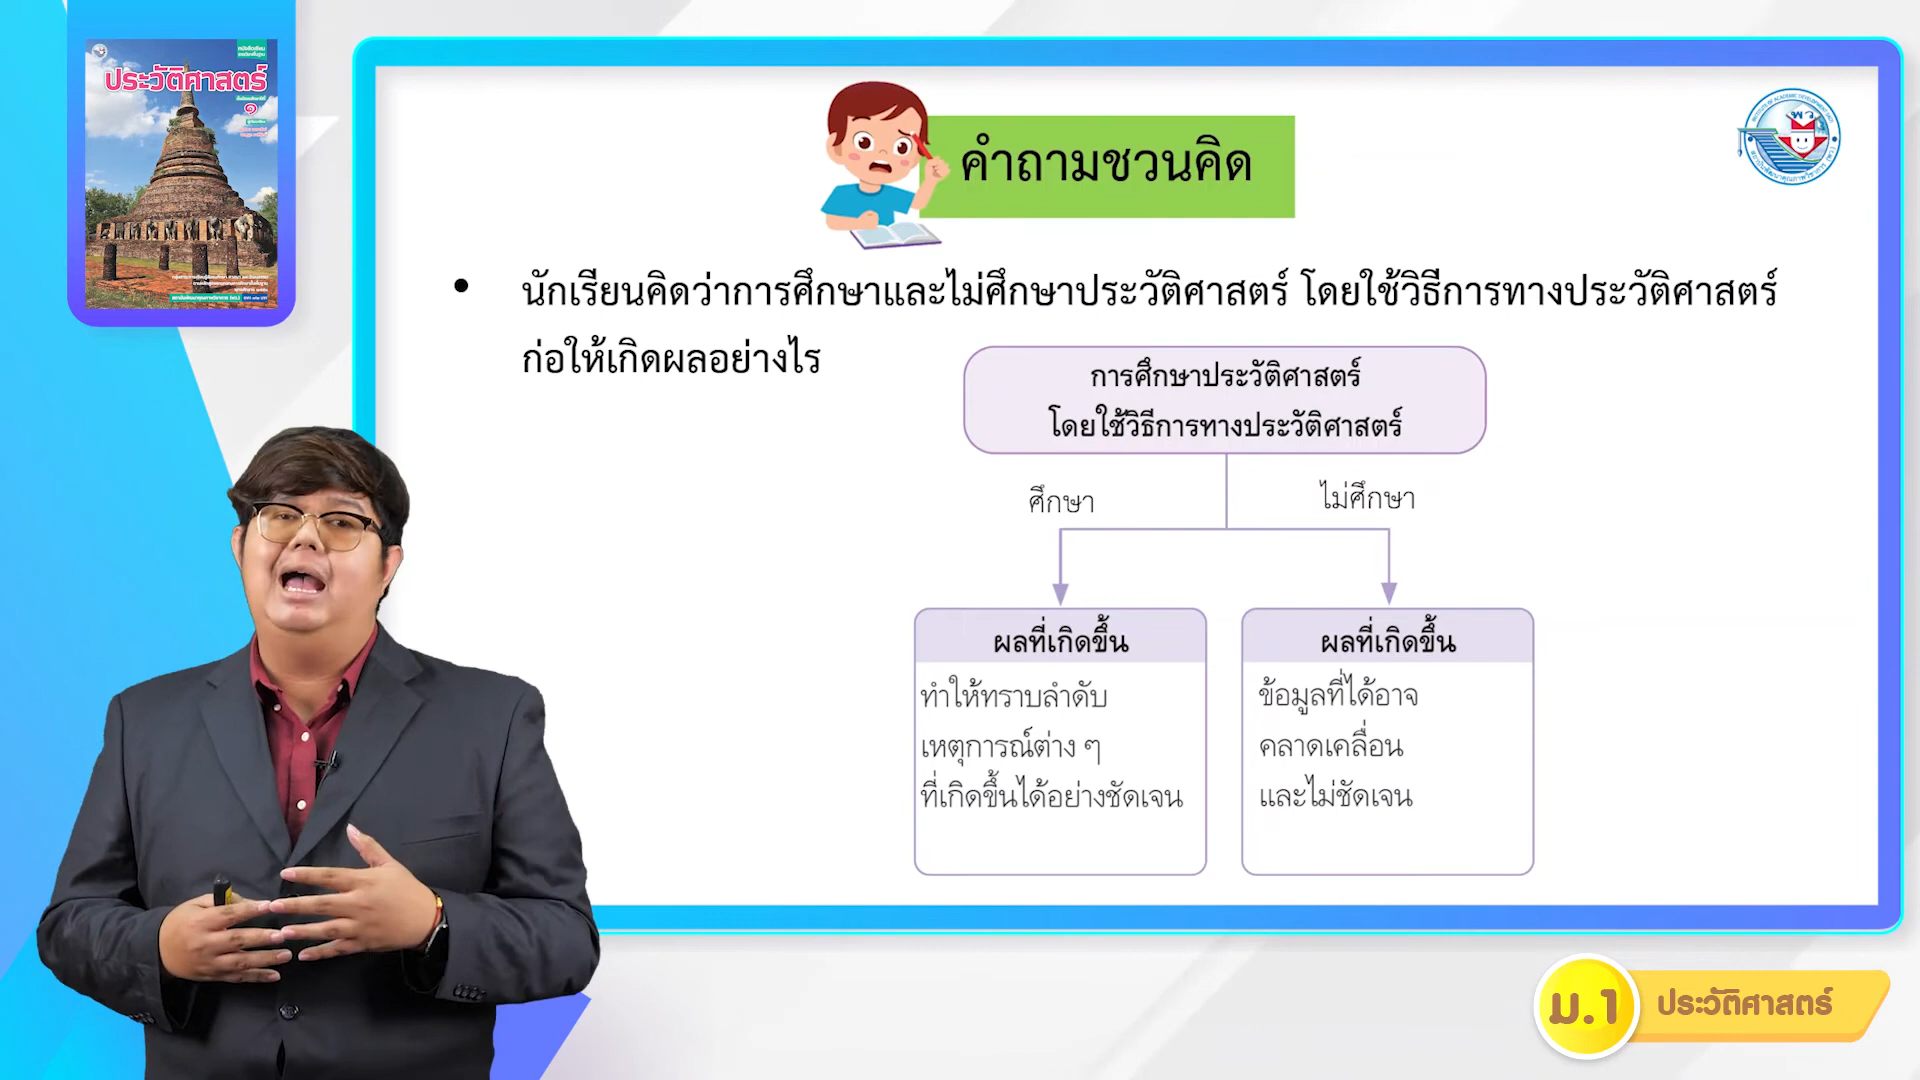 ประวัติศาสตร์
๑
คำถามชวนคิด
พว
นักเรียนคิดว่าการศึกษาและไม่ศึกษาประวัติศาสตร์ โดยใช้วิธีการทางประวัติศาสตร์
ก่อให้เกิดผลอย่างไร
การศึกษาประวัติศาสตร์
โดยใช้วิธีการทางประวัติศาสตร์
ศึกษา
ไม่ศึกษา
ผลที่เกิดขึ้น
ทำให้ทราบลำดับ
เหตุการณ์ต่าง ๆ
ที่เกิดขึ้นได้อย่างชัดเจน
ผลที่เกิดขึ้น
ข้อมูลที่ได้อาจ
คลาดเคลื่อน
และไม่ชัดเจน
ม.1 ประวัติศาสตร์